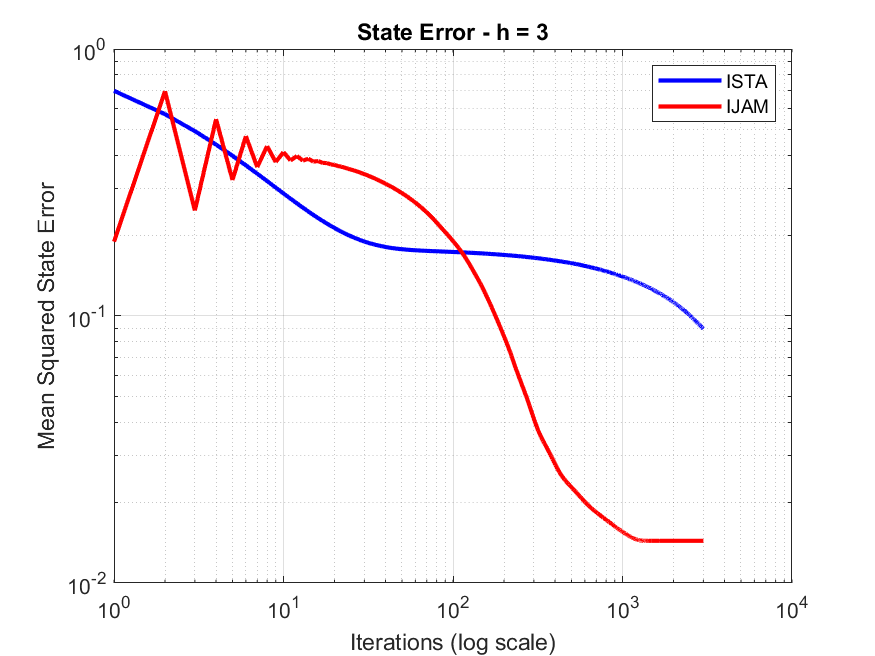 State Error - h = 3
10^0
ISTA
IJAM
Mean Squared State Error
10^-1
10^-2
10^0 10^1 10^2 10^3 10^4
Iterations (log scale)